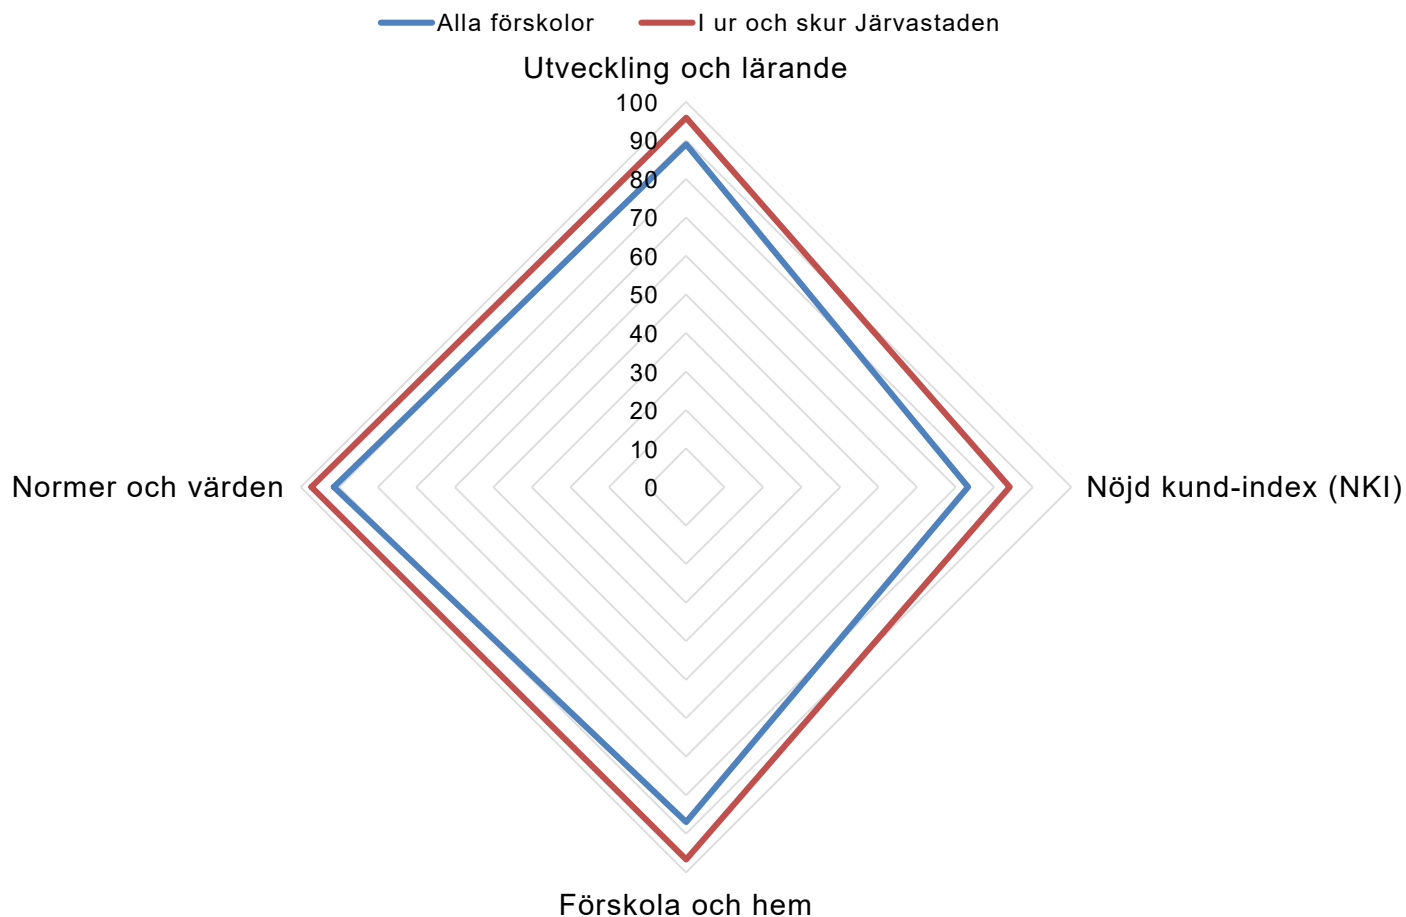 Alla förskolor
I ur och skur Järvastaden
Utveckling och lärande
100
90
80
70
60
50
40
30
20
10
0
Normer och värden
Nöjd kund-index (NKI)
Förskola och hem